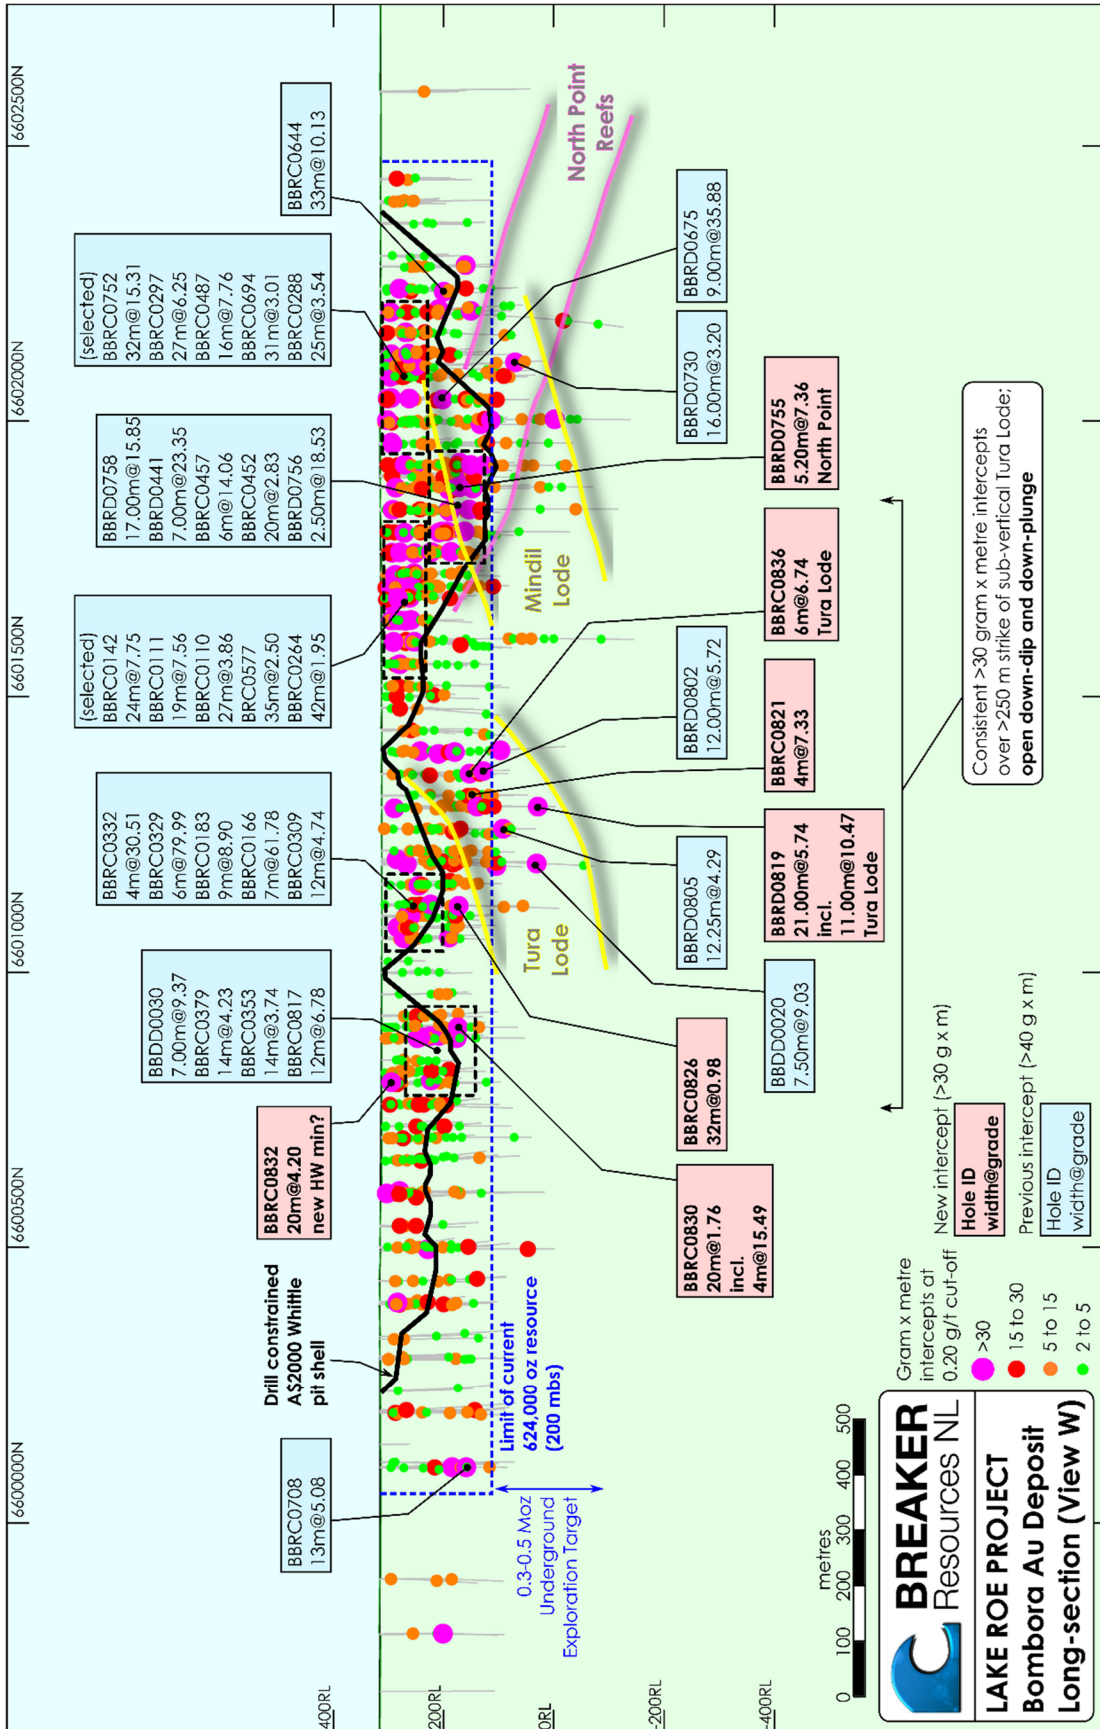 6600000N
6600500N
6601000N
6601500N
6602000N
6602500N
400RL
200RL
0RL
-200RL
-400RL
BBRC0708
13m@5.08
Drill constrained
A$2000 Whittle
pit shell
BBRC0832
20m@4.20
new HW min?
BBDD0030
7.00m@9.37
BBRC0379
14m@4.23
BBRC0353
14m@3.74
BBRC0817
12m@6.78
BBRC0332
4m@30.51
BBRC0329
6m@79.99
BBRC0183
9m@8.90
BBRC0166
7m@61.78
BBRC0309
12m@4.74
(selected)
BBRC0142
24m@7.75
BBRC0111
19m@7.56
BBRC0110
27m@3.86
BRC0577
35m@2.50
BBRC0264
42m@1.95
BBRD0758
17.00m@15.85
BBRD0441
7.00m@23.35
BBRC0457
6m@14.06
BBRC0452
20m@2.83
BBRD0756
2.50m@18.53
(selected)
BBRC0752
32m@15.31
BBRC0297
27m@6.25
BBRC0487
16m@7.76
BBRC0694
31m@3.01
BBRC0288
25m@3.54
BBRC0644
33m@10.13
Limit of current
624,000 oz resource
(200 mbs)
0.3-0.5 Moz
Underground
Exploration Target
Tura
Lode
Mindil
Lode
North Point
Reefs
BBRC0830
20m@1.76
incl.
4m@15.49
BBRC0826
32m@0.98
BBDD0020
7.50m@9.03
BBRD0805
12.25m@4.29
BBRD0819
21.00m@5.74
incl.
11.00m@10.47
Tura Lode
BBRC0821
4m@7.33
BBRD0802
12.00m@5.72
BBRC0836
6m@6.74
Tura Lode
BBRD0755
5.20m@7.36
North Point
BBRD0730
16.00m@3.20
BBRD0675
9.00m@35.88
Consistent >30 gram x metre intercepts
over >250 m strike of sub-vertical Tura Lode;
open down-dip and down-plunge
metres
0 100 200 300 400 500
BREAKER
Resources NL
LAKE ROE PROJECT
Bombora Au Deposit
Long-section (View W)
Gram x metre
intercepts at
0.20 g/t cut-off
>30
15 to 30
5 to 15
2 to 5
New intercept (>30 g x m)
Hole ID
width@grade
Previous intercept (>40 g x m)
Hole ID
width@grade